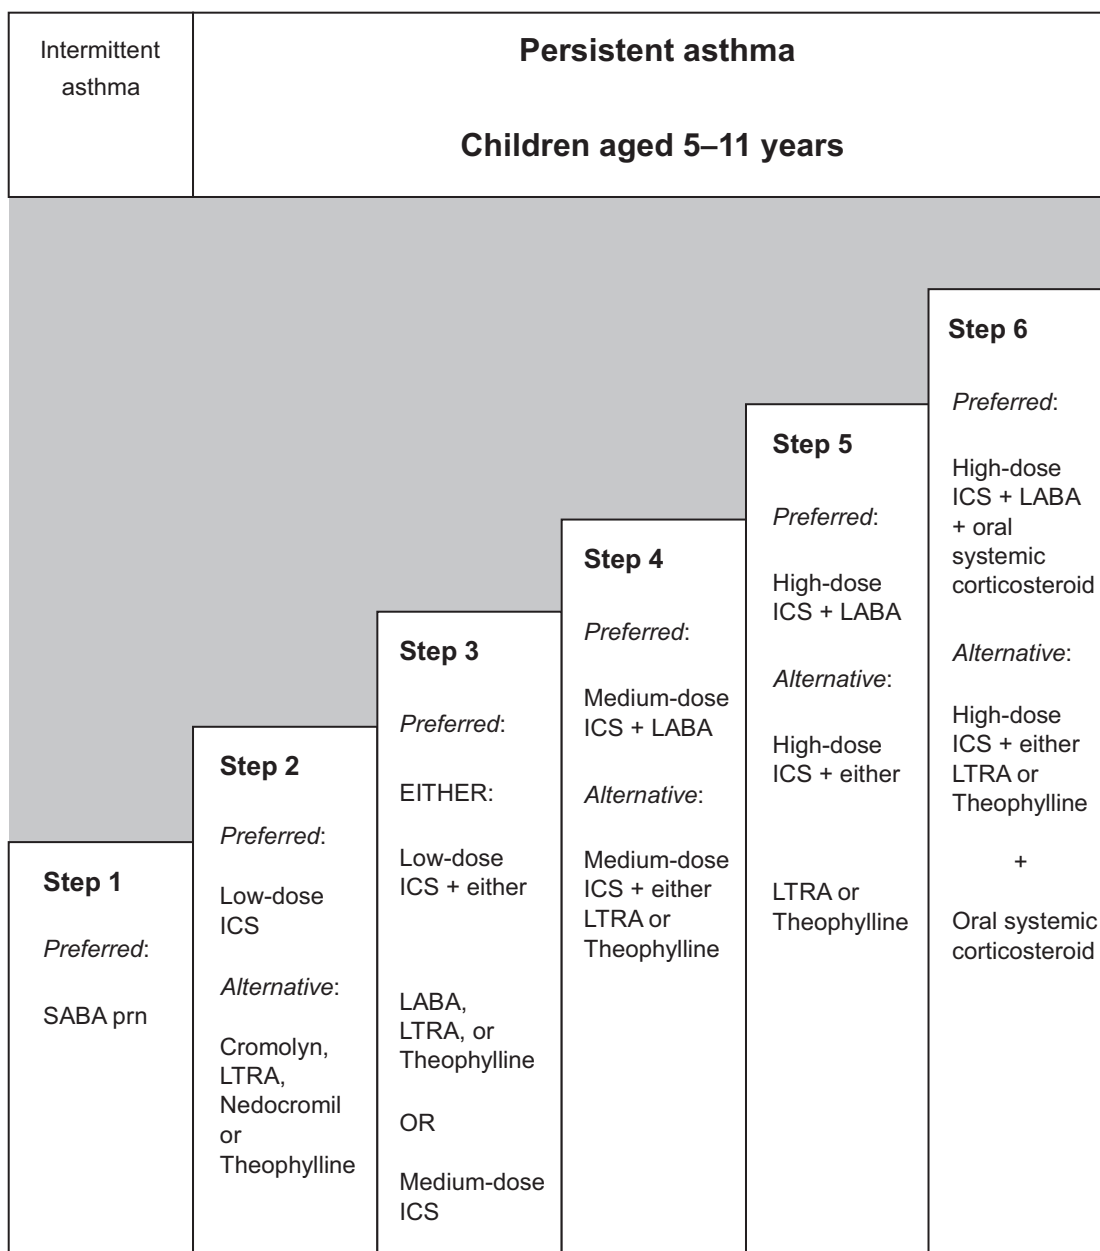 Intermittent
asthma
Persistent asthma
Children aged 5–11 years
Step 1
Preferred:
SABA prn
Step 2
Preferred:
Low-dose
ICS
Alternative:
Cromolyn,
LTRA,
Nedocromil
or
Theophylline
Step 3
Preferred:
EITHER:
Low-dose
ICS + either
LABA,
LTRA, or
Theophylline
OR
Medium-dose
ICS
Step 4
Preferred:
Medium-dose
ICS + LABA
Alternative:
Medium-dose
ICS + either
LTRA or
Theophylline
Step 5
Preferred:
High-dose
ICS + LABA
Alternative:
High-dose
ICS + either
LTRA or
Theophylline
Step 6
Preferred:
High-dose
ICS + LABA
+ oral
systemic
corticosteroid
Alternative:
High-dose
ICS + either
LTRA or
Theophylline
+
Oral systemic
corticosteroid